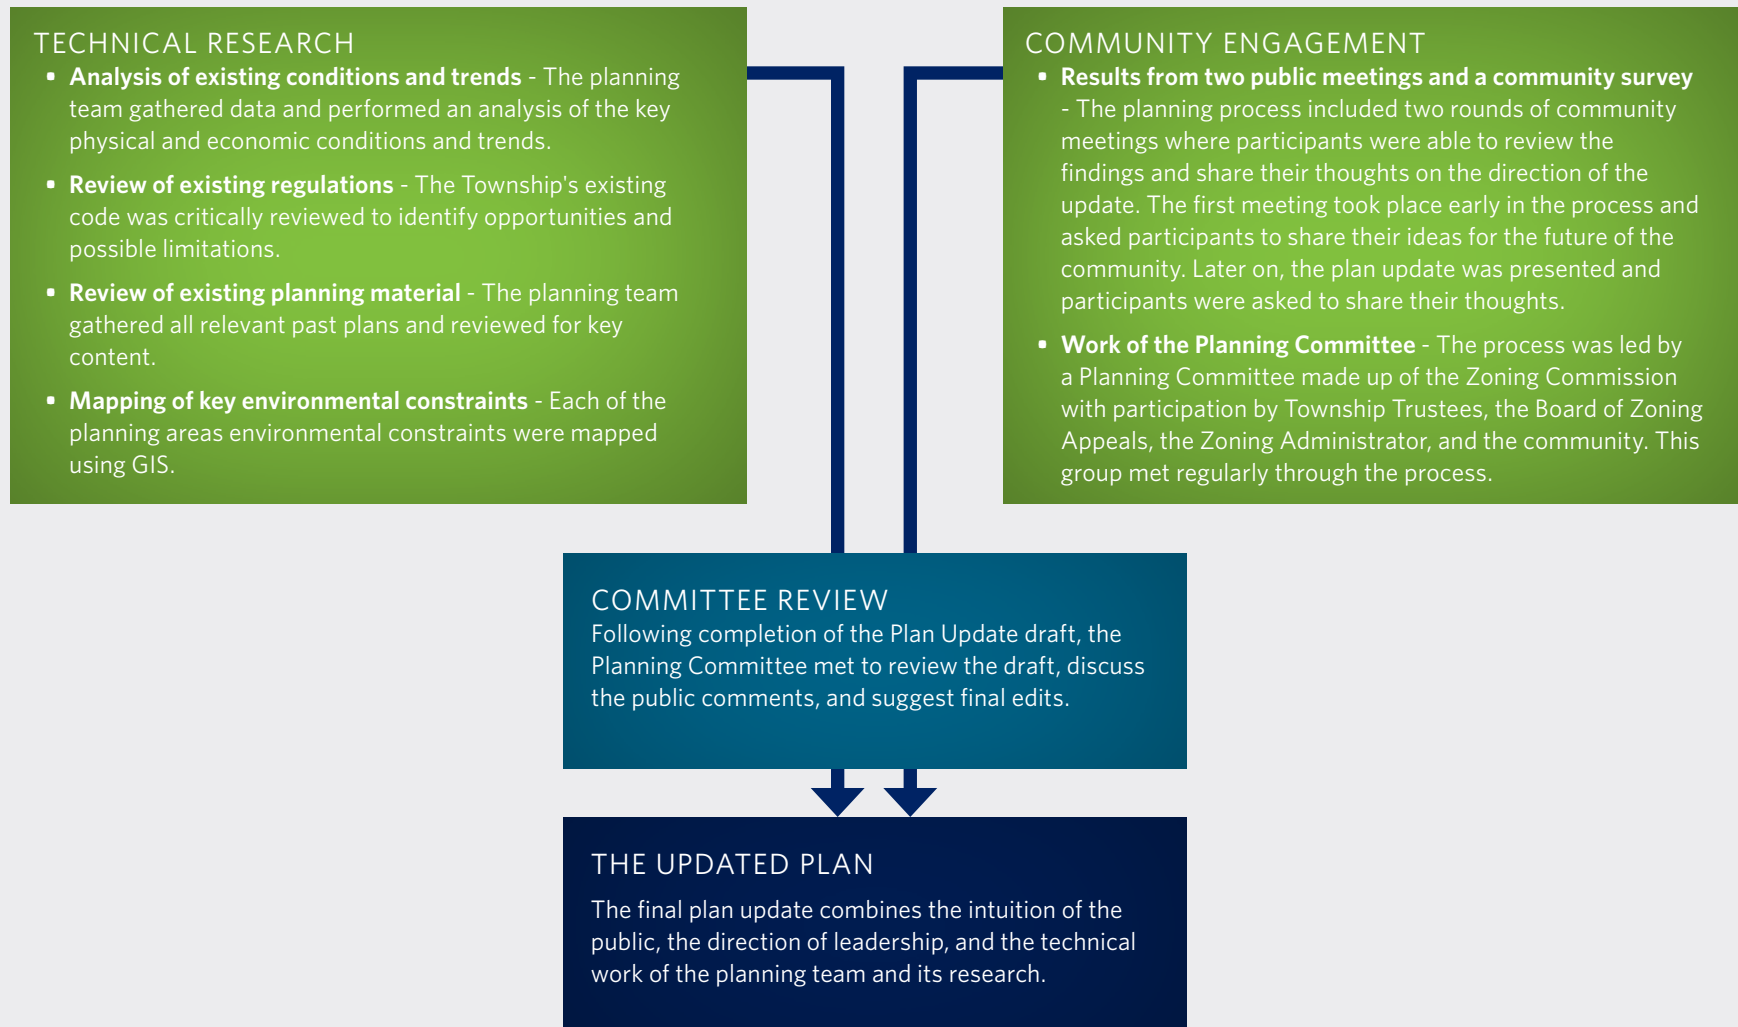 TECHNICAL RESEARCH
• Analysis of existing conditions and trends - The planning
team gathered data and performed an analysis of the key
physical and economic conditions and trends.
• Review of existing regulations - The Township's existing
code was critically reviewed to identify opportunities and
possible limitations.
• Review of existing planning material - The planning team
gathered all relevant past plans and reviewed for key
content.
• Mapping of key environmental constraints - Each of the
planning areas environmental constraints were mapped
using GIS.
COMMUNITY ENGAGEMENT
• Results from two public meetings and a community survey
- The planning process included two rounds of community
meetings where participants were able to review the
findings and share their thoughts on the direction of the
update. The first meeting took place early in the process and
asked participants to share their ideas for the future of the
community. Later on, the plan update was presented and
participants were asked to share their thoughts.
• Work of the Planning Committee - The process was led by
a Planning Committee made up of the Zoning Commission
with participation by Township Trustees, the Board of Zoning
Appeals, the Zoning Administrator, and the community. This
group met regularly through the process.
COMMITTEE REVIEW
Following completion of the Plan Update draft, the
Planning Committee met to review the draft, discuss
the public comments, and suggest final edits.
THE UPDATED PLAN
The final plan update combines the intuition of the
public, the direction of leadership, and the technical
work of the planning team and its research.